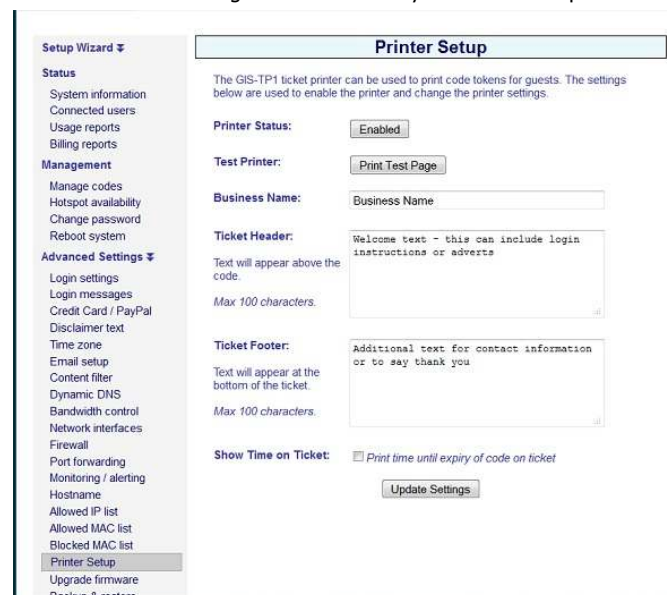 Setup Wizard
Status
System information
Connected users
Usage reports
Billing reports
Management
Manage codes
Hotspot availability
Change password
Reboot system
Advanced Settings
Login settings
Login messages
Credit Card / PayPal
Disclaimer text
Time zone
Email setup
Content filter
Dynamic DNS
Bandwidth control
Network interfaces
Firewall
Port forwarding
Monitoring / alerting
Hostname
Allowed IP list
Allowed MAC list
Blocked MAC list
Printer Setup
Upgrade firmware
Printer Setup
The GIS-TP1 ticket printer can be used to print code tokens for guests. The settings
below are used to enable the printer and change the printer settings.
Printer Status:
Enabled
Test Printer:
Print Test Page
Business Name:
Business Name
Ticket Header:
Text will appear above the
code.
Max 100 characters.
Welcome text - this can include login
instructions or adverts
Ticket Footer:
Text will appear at the
bottom of the ticket.
Max 100 characters.
Additional text for contact information
or to say thank you
Show Time on Ticket:
Print time until expiry of code on ticket
Update Settings